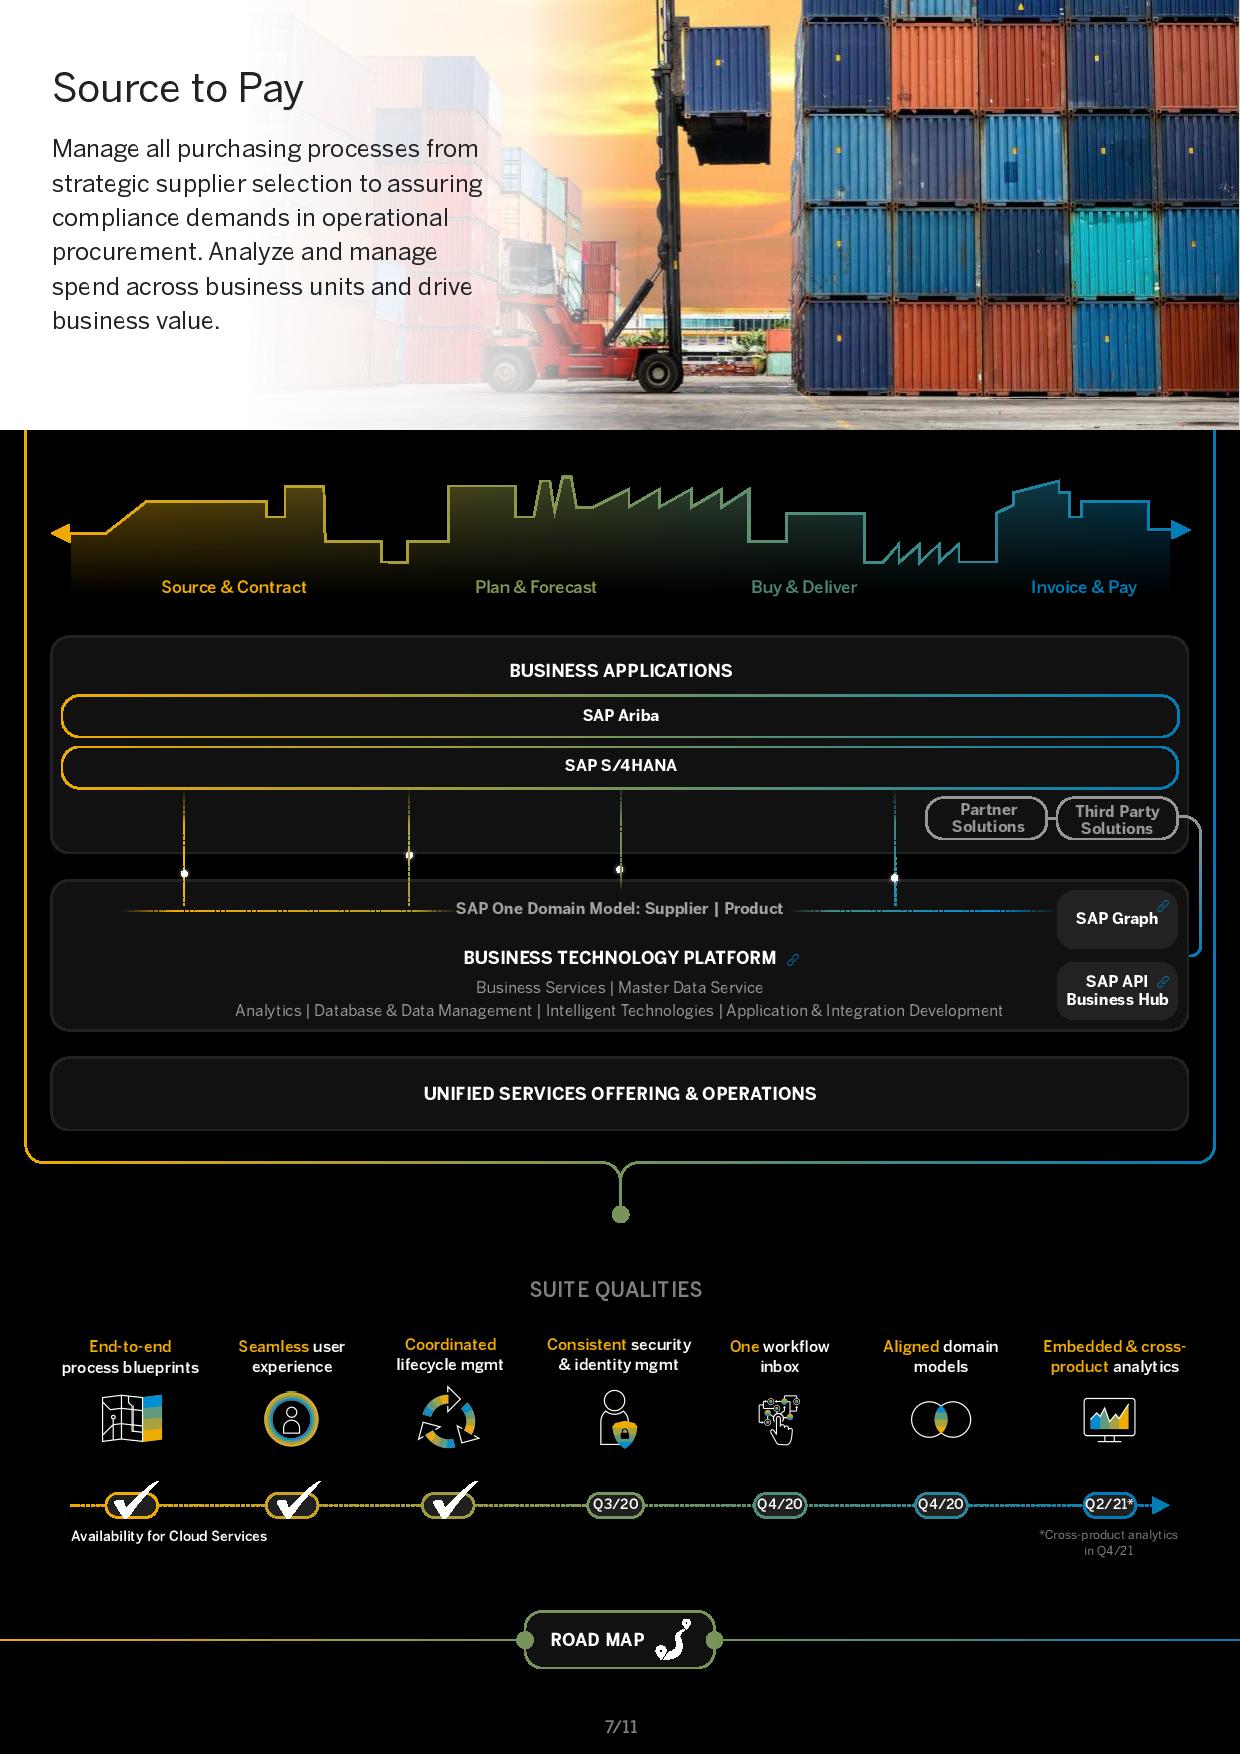 Source to Pay
Manage all purchasing processes from
strategic supplier selection to assuring
compliance demands in operational
procurement. Analyze and manage
spend across business units and drive
business value.
Source & Contract
Plan & Forecast
Buy & Deliver
Invoice & Pay
BUSINESS APPLICATIONS
SAP Ariba
SAP S/4HANA
Partner
Solutions
Third Party
Solutions
SAP One Domain Model: Supplier | Product
SAP Graph
BUSINESS TECHNOLOGY PLATFORM
Business Services | Master Data Service
Analytics | Database & Data Management | Intelligent Technologies | Application & Integration Development
SAP API
Business Hub
UNIFIED SERVICES OFFERING & OPERATIONS
SUITE QUALITIES
End-to-end
process blueprints
Seamless user
experience
Coordinated
lifecycle mgmt
Consistent security
& identity mgmt
One workflow
inbox
Aligned domain
models
Embedded & cross-
product analytics
Q3/20
Q4/20
Q4/20
Q2/21*
Availability for Cloud Services
*Cross-product analytics
in Q4/21
ROAD MAP
7/11